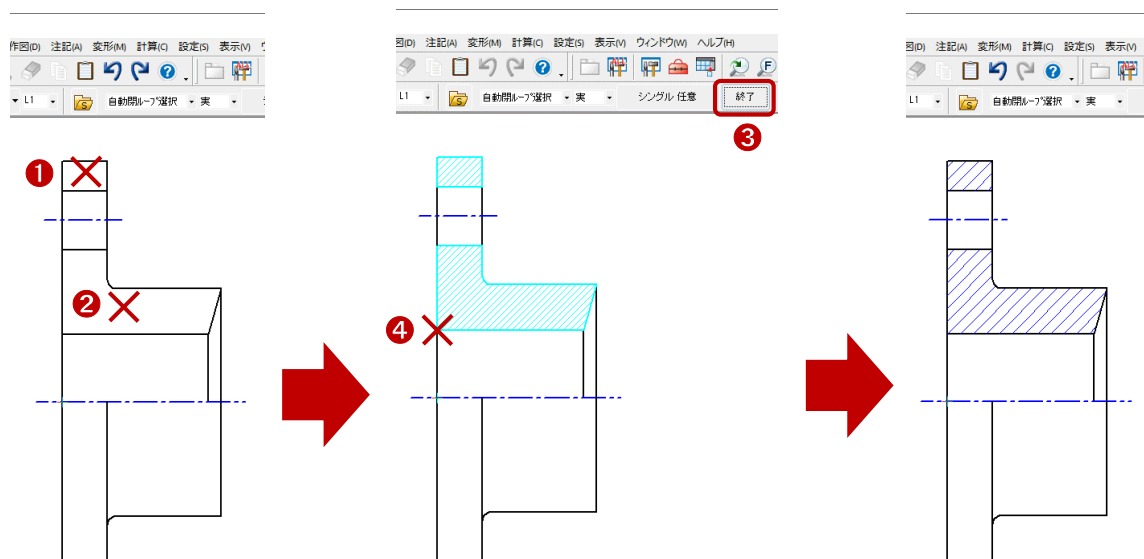 作図(D) 注記(A) 変形(M) 計算(C) 設定(S) 表示(V)
L1 自動閉ループ選択 実
1
2
図(D) 注記(A) 変形(M) 計算(C) 設定(S) 表示(V) ウィンドウ(W) ヘルプ(H)
F
L1 S 自動閉ループ選択 実 シングル 任意 終了
3
4
図(D) 注記(A) 変形(M) 計算(C) 設定(S) 表示(V)
L1 S 自動閉ループ選択 実